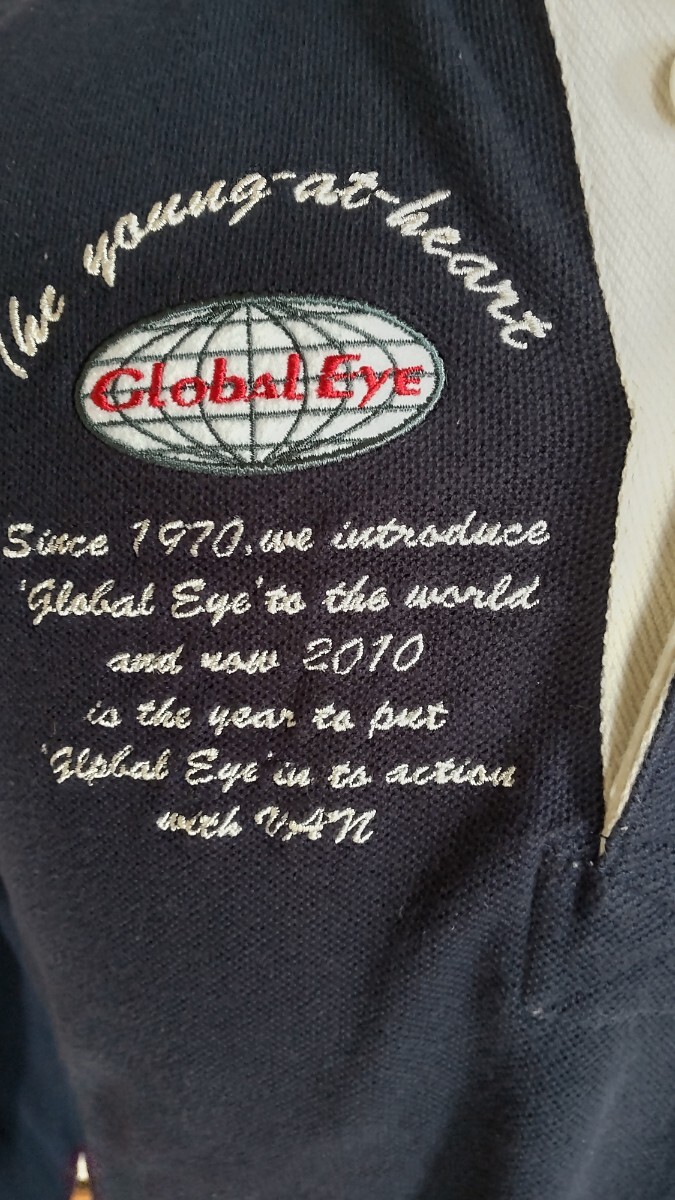 The young-at-heart
Global Eye
Since 1970, we introduce
'Global Eye' to the world
and now 2010
is the year to put
'Glpbal Eye' in to action
with VAN